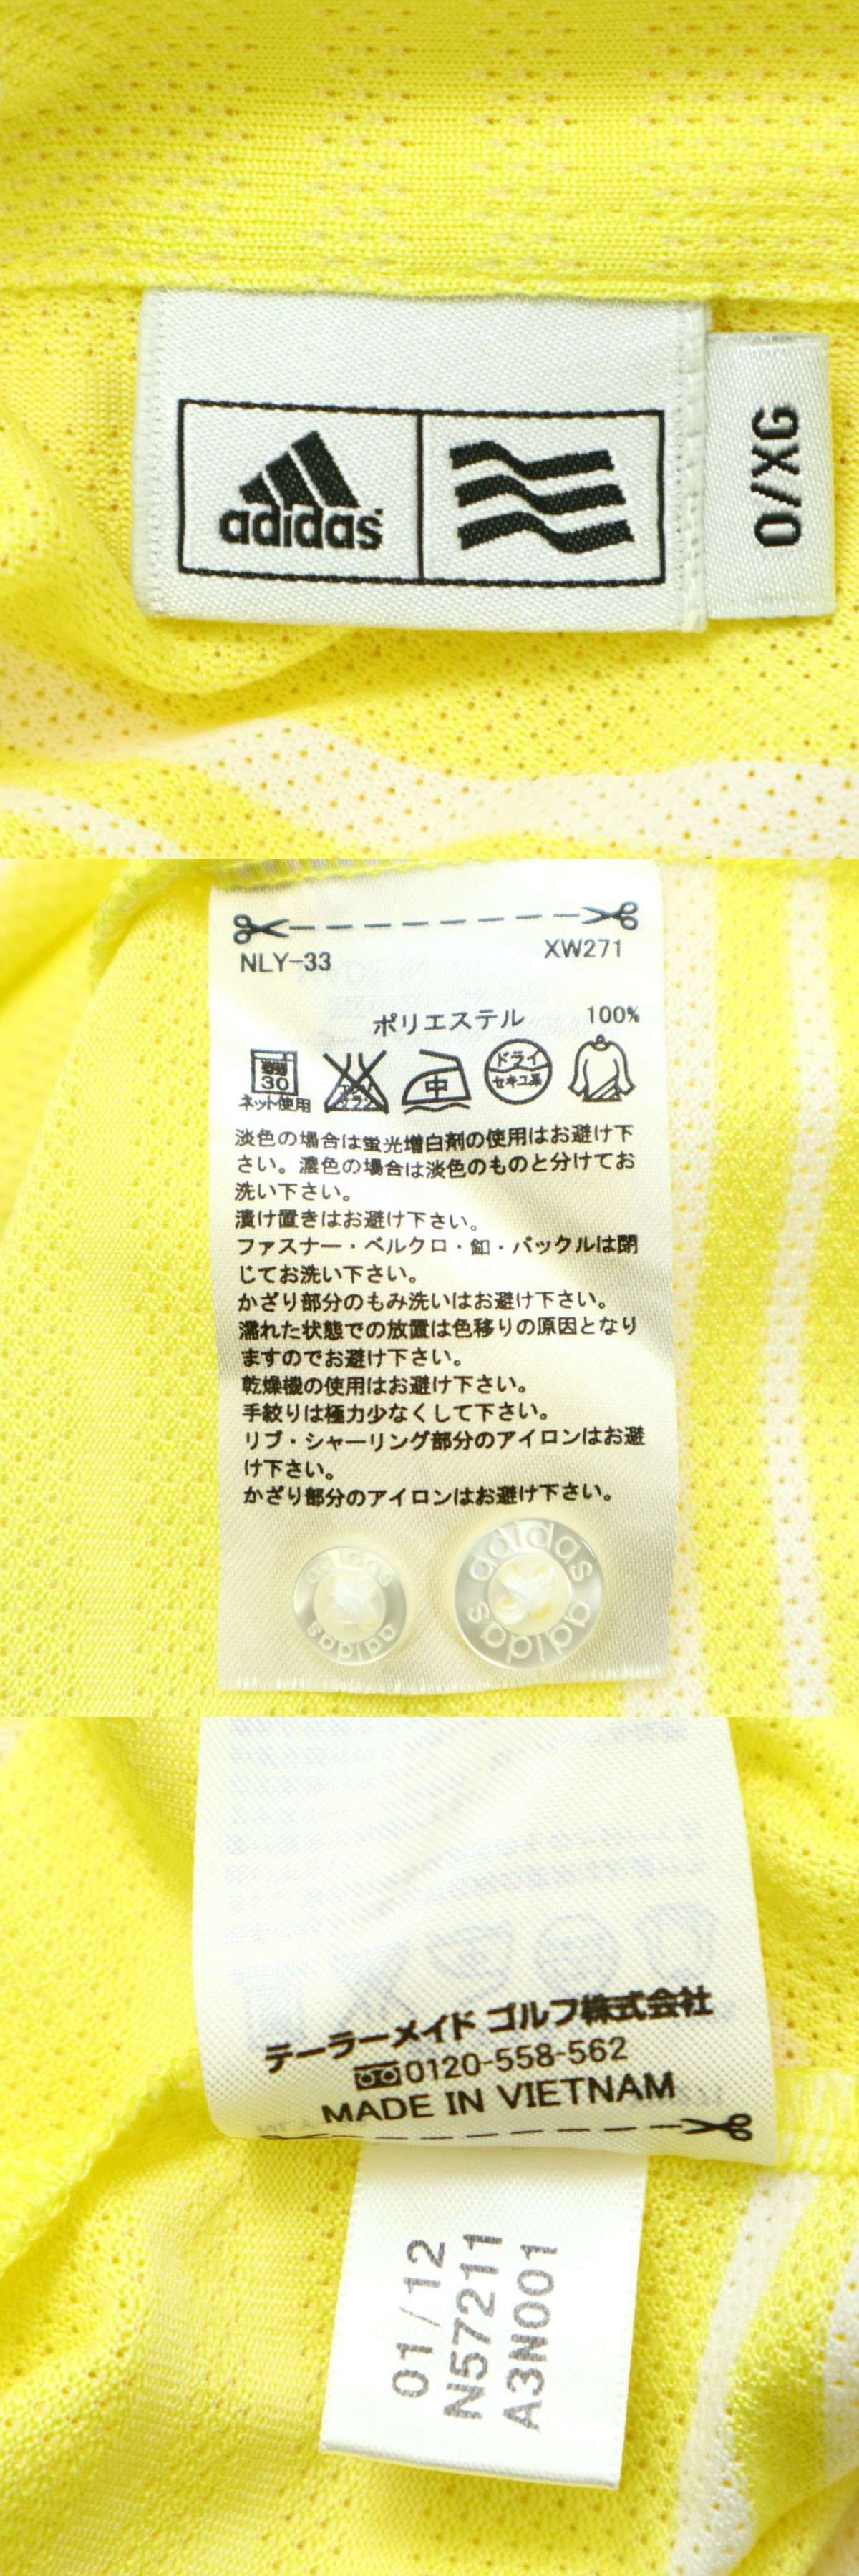 adidas
O/XG
NLY-33
XW271
ポリエステル 100%
30
ネット使用
エンソ
サラシ
中
ドライ
セキユ系
淡色の場合は蛍光増白剤の使用はお避け下
さい。濃色の場合は淡色のものと分けてお
洗い下さい。
漬け置きはお避け下さい。
ファスナー・ベルクロ・釦・バックルは閉
じてお洗い下さい。
かざり部分のもみ洗いはお避け下さい。
濡れた状態での放置は色移りの原因となり
ますのでお避け下さい。
乾燥機の使用はお避け下さい。
手絞りは極力少なくして下さい。
リブ・シャーリング部分のアイロンはお避
け下さい。
かざり部分のアイロンはお避け下さい。
adidas
adidas
adidas
adidas
テーラーメイド ゴルフ株式会社
0120-558-562
MADE IN VIETNAM
01/12
N57211
A3N001